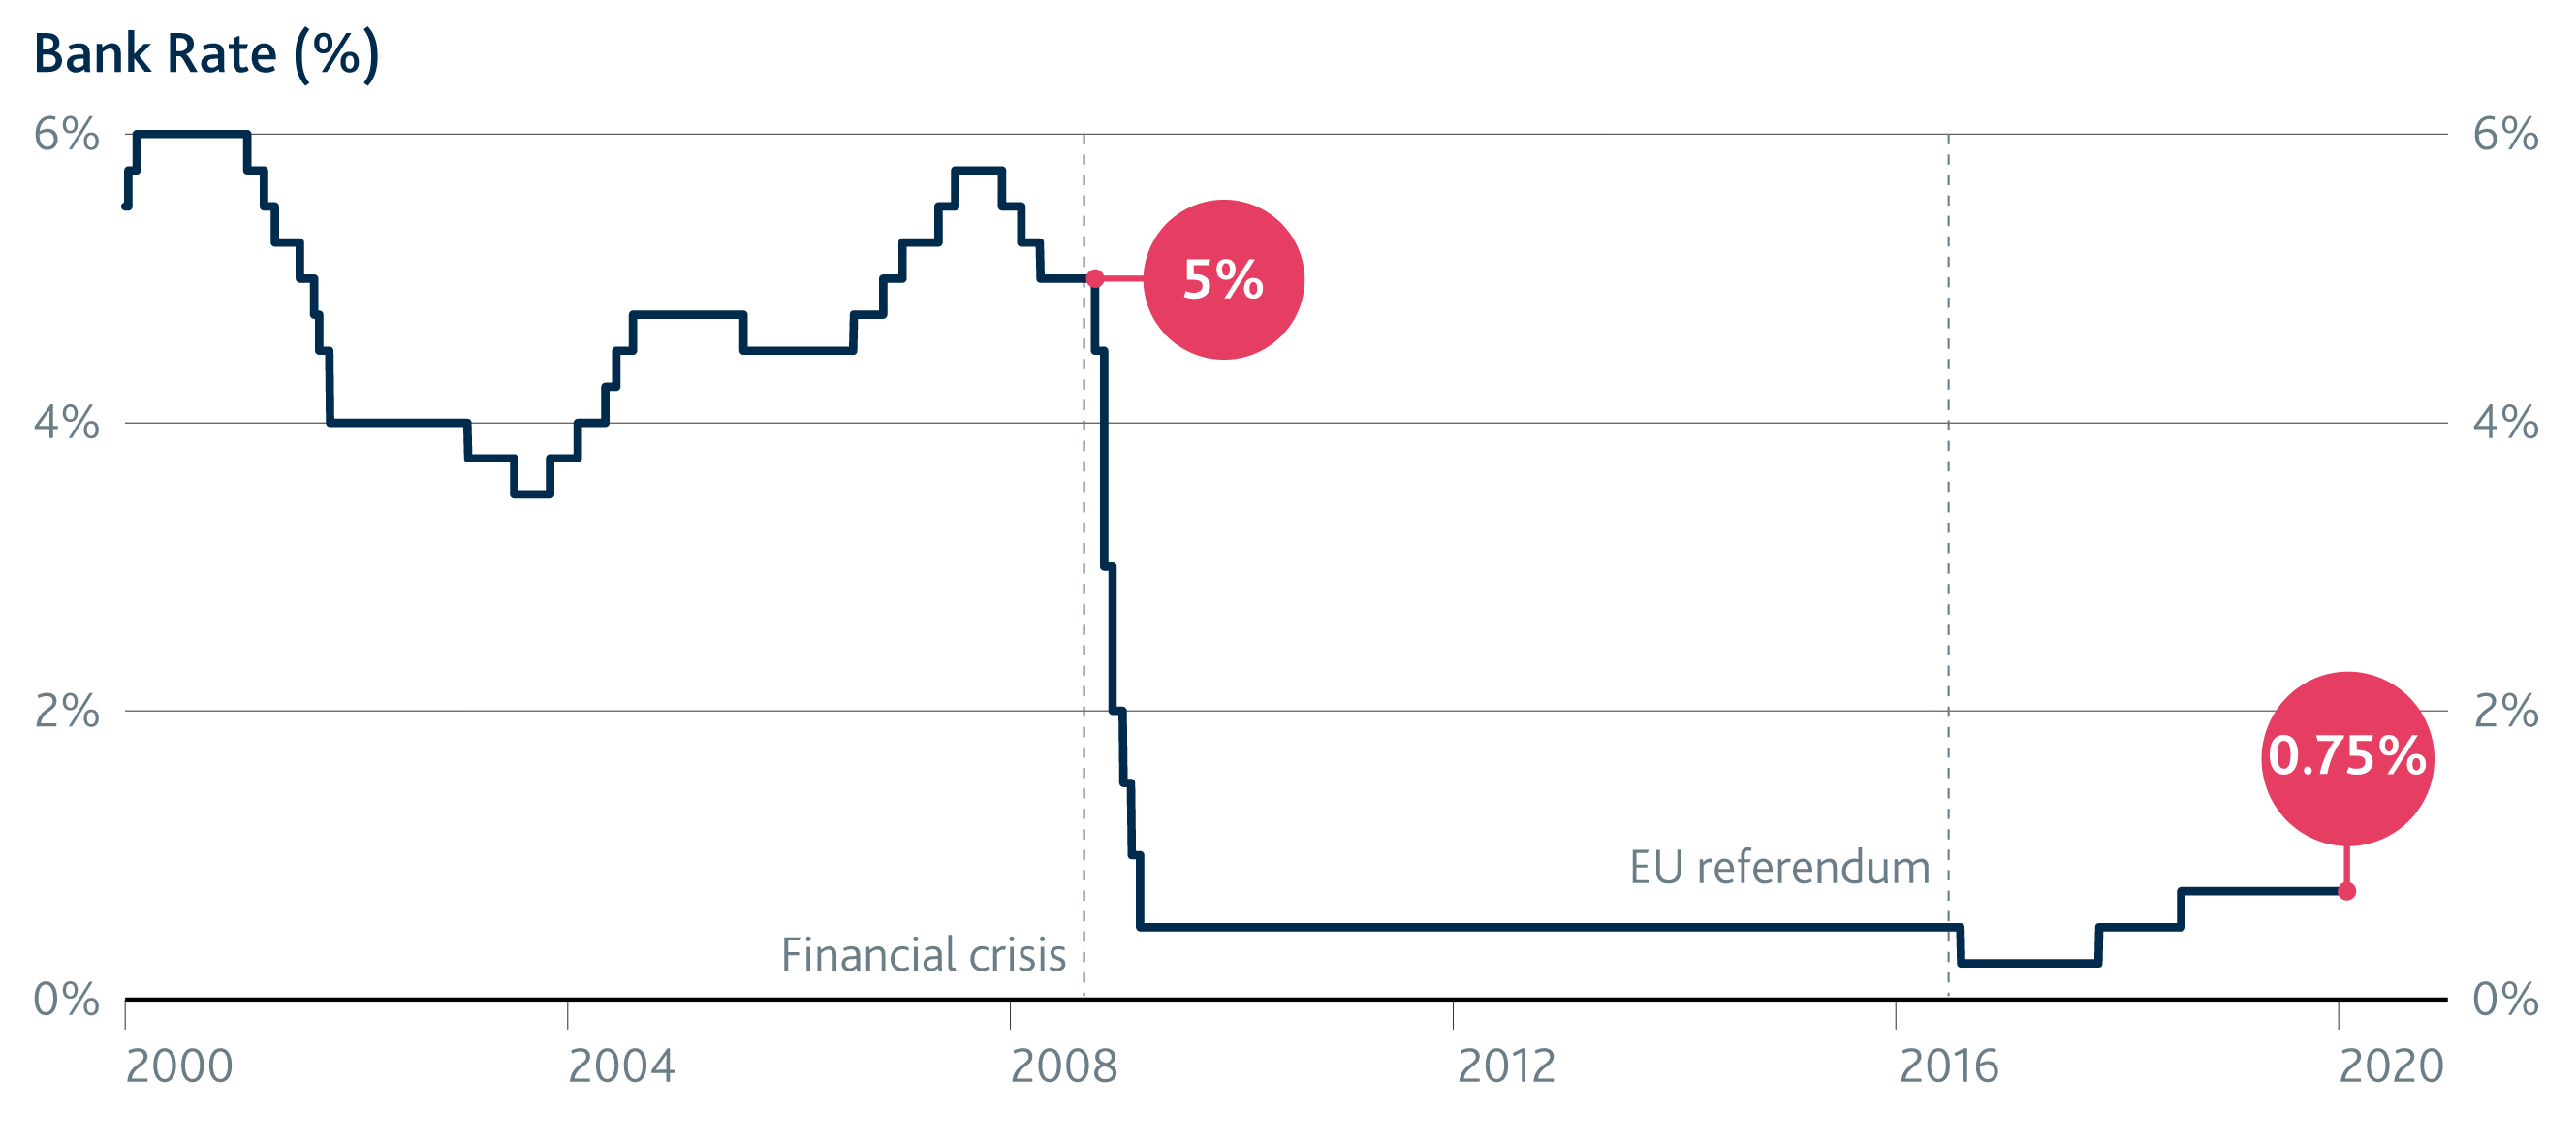 Bank Rate (%)
6% 6%
5%
4% 4%
2% 2%
0.75%
EU referendum
Financial crisis
0% 0%
2000 2004 2008 2012 2016 2020